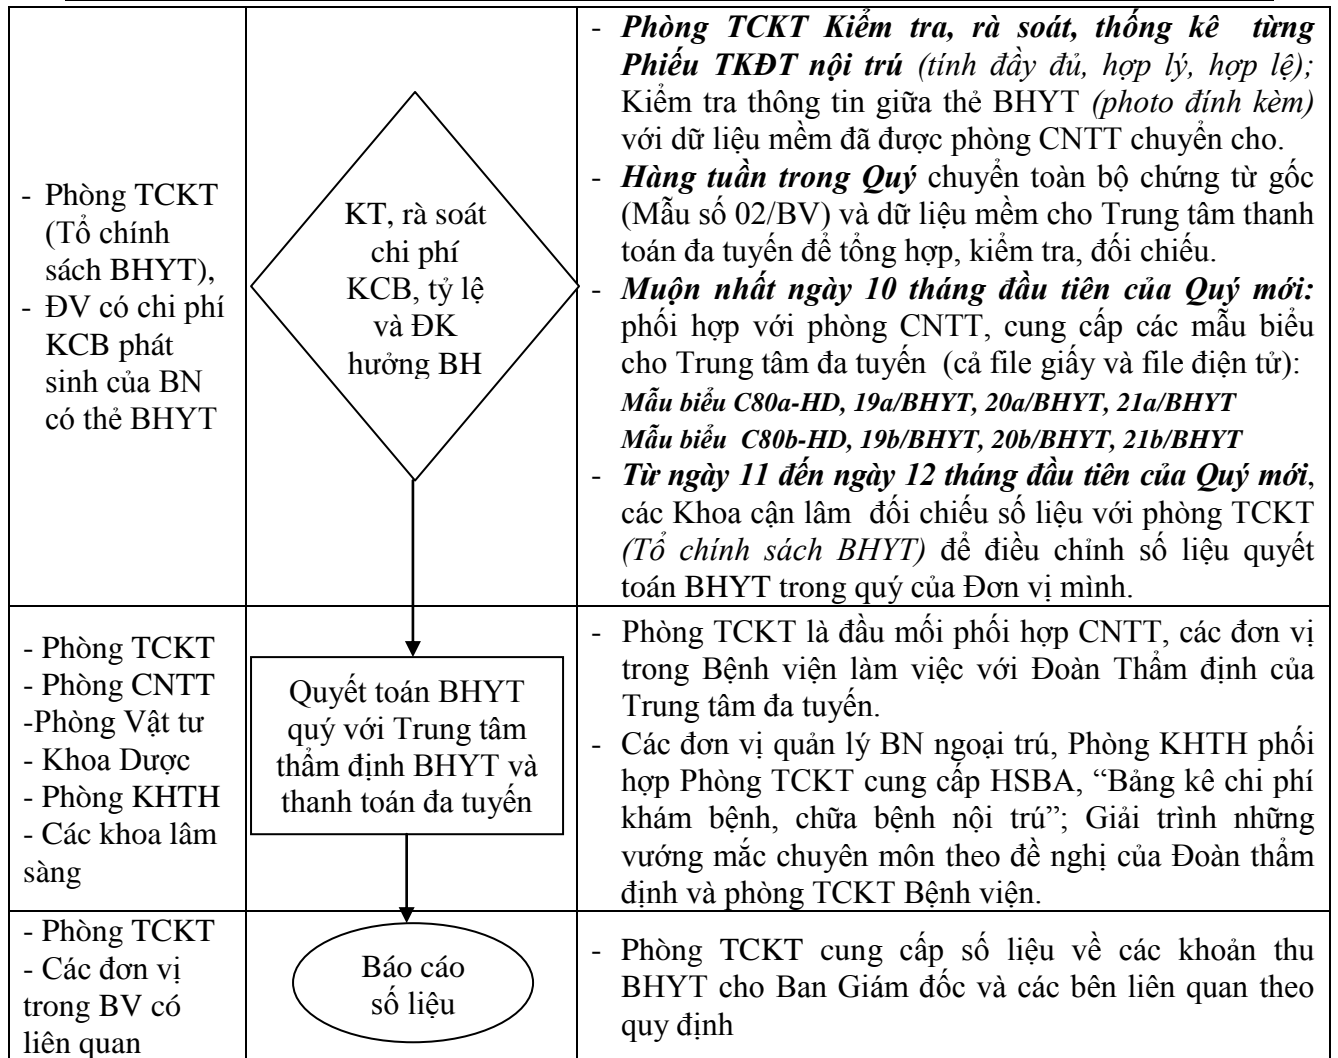 - Phòng TCKT
(Tổ chính
sách BHYT),
- ĐV có chi phí
KCB phát
sinh của BN
có thẻ BHYT
KT, rà soát
chi phí
KCB, tỷ lệ
và ĐK
hưởng BH
- Phòng TCKT Kiểm tra, rà soát, thống kê từng
Phiếu TKĐT nội trú (tính đầy đủ, hợp lý, hợp lệ);
Kiểm tra thông tin giữa thẻ BHYT (photo đính kèm)
với dữ liệu mềm đã được phòng CNTT chuyển cho.
- Hàng tuần trong Quý chuyển toàn bộ chứng từ gốc
(Mẫu số 02/BV) và dữ liệu mềm cho Trung tâm thanh
toán đa tuyến để tổng hợp, kiểm tra, đối chiếu.
- Muộn nhất ngày 10 tháng đầu tiên của Quý mới:
phối hợp với phòng CNTT, cung cấp các mẫu biểu
cho Trung tâm đa tuyến (cả file giấy và file điện tử):
Mẫu biểu C80a-HD, 19a/BHYT, 20a/BHYT, 21a/BHYT
Mẫu biểu C80b-HD, 19b/BHYT, 20b/BHYT, 21b/BHYT
- Từ ngày 11 đến ngày 12 tháng đầu tiên của Quý mới,
các Khoa cận lâm đối chiếu số liệu với phòng TCKT
(Tổ chính sách BHYT) để điều chỉnh số liệu quyết
toán BHYT trong quý của Đơn vị mình.
- Phòng TCKT
- Phòng CNTT
-Phòng Vật tư
- Khoa Dược
- Phòng KHTH
- Các khoa lâm
sàng
Quyết toán BHYT
quý với Trung tâm
thẩm định BHYT và
thanh toán đa tuyến
- Phòng TCKT là đầu mối phối hợp CNTT, các đơn vị
trong Bệnh viện làm việc với Đoàn Thẩm định của
Trung tâm đa tuyến.
- Các đơn vị quản lý BN ngoại trú, Phòng KHTH phối
hợp Phòng TCKT cung cấp HSBA, “Bảng kê chi phí
khám bệnh, chữa bệnh nội trú”; Giải trình những
vướng mắc chuyên môn theo đề nghị của Đoàn thẩm
định và phòng TCKT Bệnh viện.
- Phòng TCKT
- Các đơn vị
trong BV có
liên quan
Báo cáo
số liệu
- Phòng TCKT cung cấp số liệu về các khoản thu
BHYT cho Ban Giám đốc và các bên liên quan theo
quy định